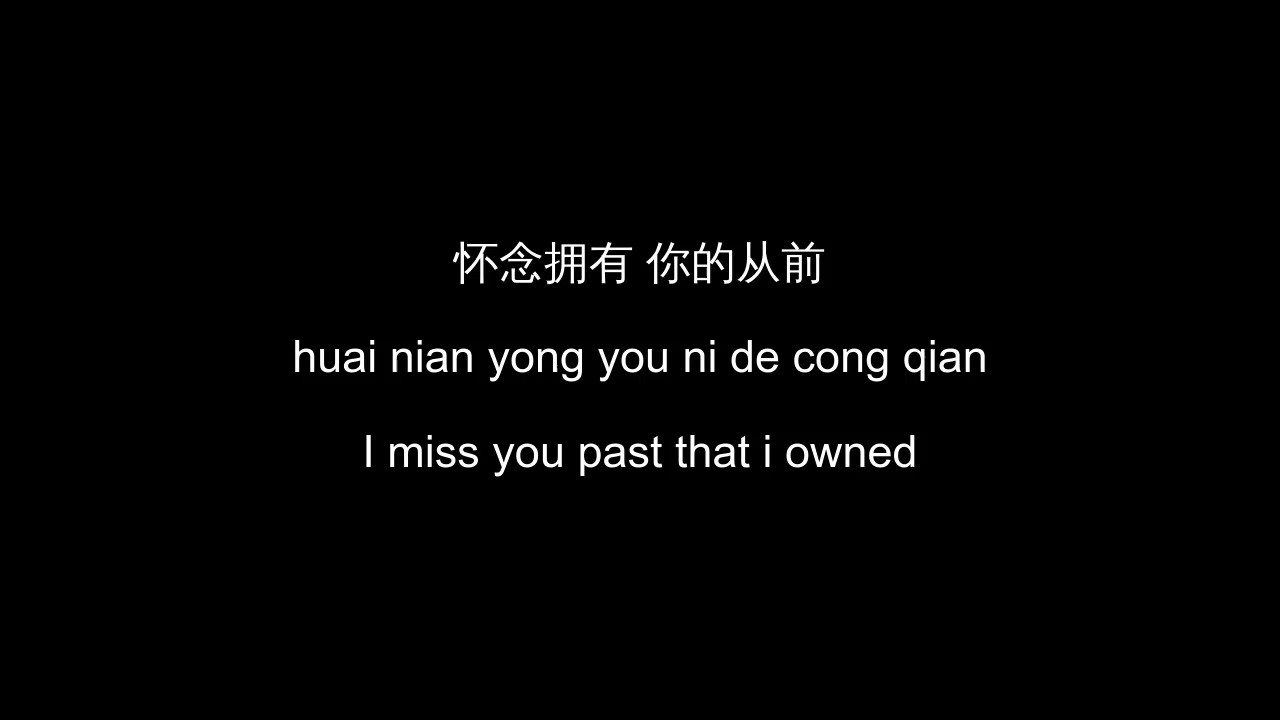 怀念拥有 你的从前
huai nian yong you ni de cong qian
I miss you past that i owned